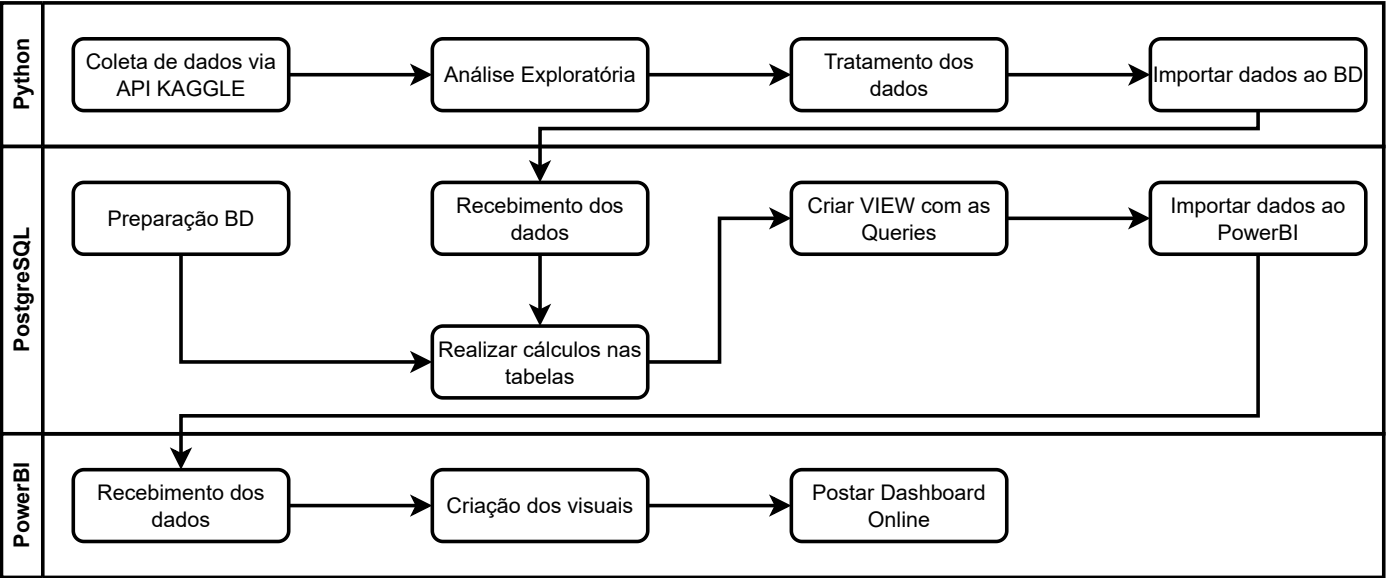 Python
Coleta de dados via
API KAGGLE
Análise Exploratória
Tratamento dos
dados
Importar dados ao BD
PostgreSQL
Preparação BD
Recebimento dos
dados
Criar VIEW com as
Queries
Importar dados ao
PowerBI
Realizar cálculos nas
tabelas
PowerBI
Recebimento dos
dados
Criação dos visuais
Postar Dashboard
Online